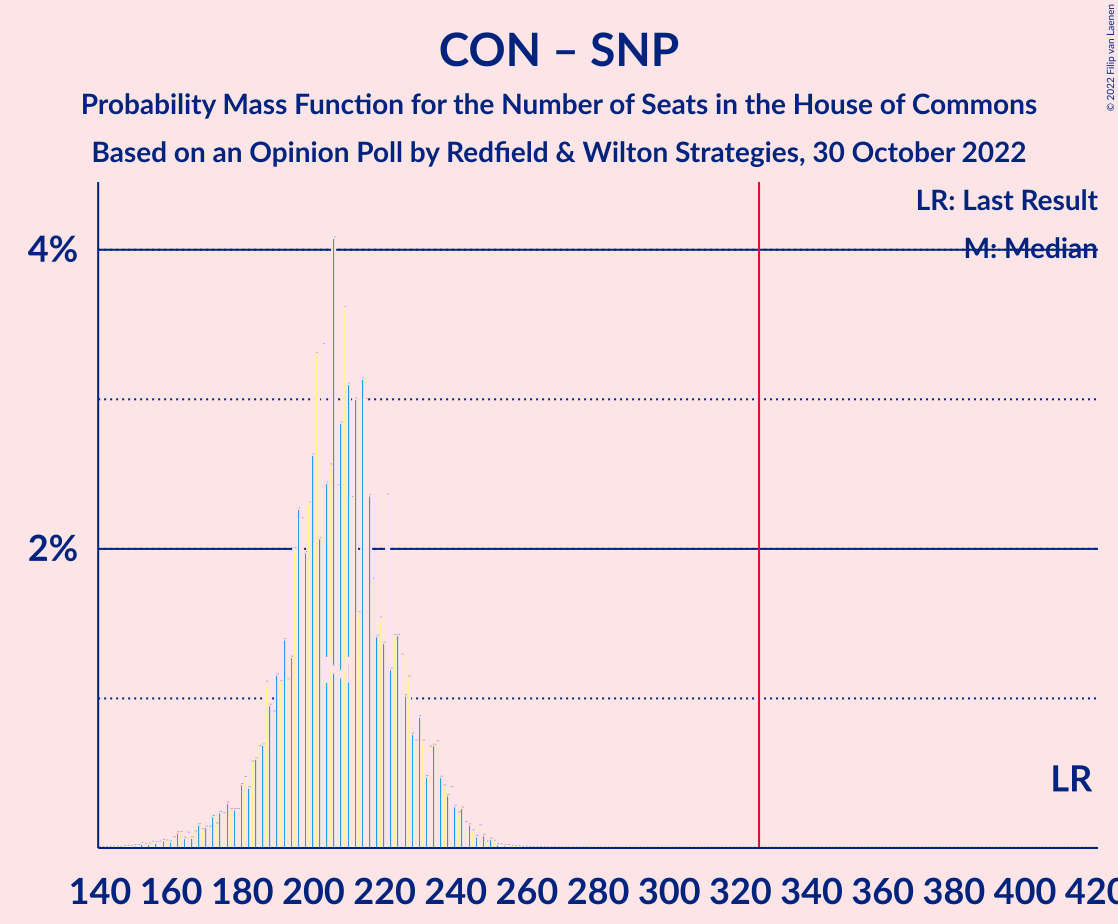 CON – SNP
Probability Mass Function for the Number of Seats in the House of Commons
Based on an Opinion Poll by Redfield & Wilton Strategies, 30 October 2022
© 2022 Filip van Laenen
LR: Last Result
M: Median
4%
2%
LR
140 160 180 200 220 240 260 280 300 320 340 360 380 400 420